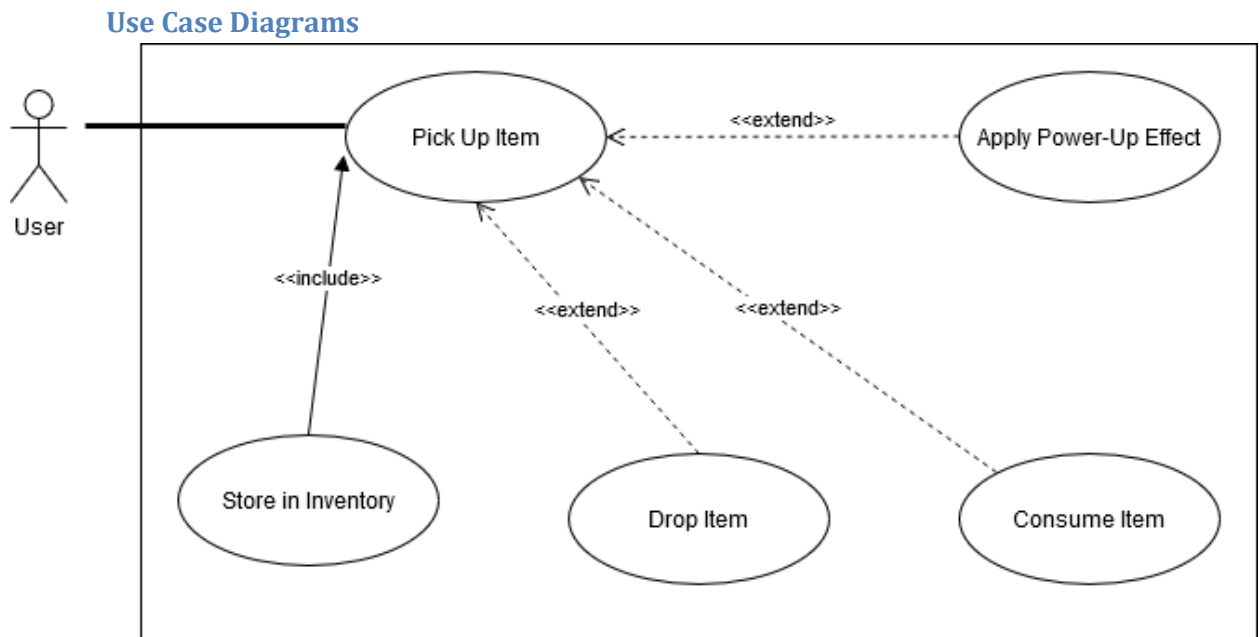 Use Case Diagrams
Pick Up Item
<<extend>>
Apply Power-Up Effect
User
<<include>>
<<extend>>
<<extend>>
Store in Inventory
Drop Item
Consume Item